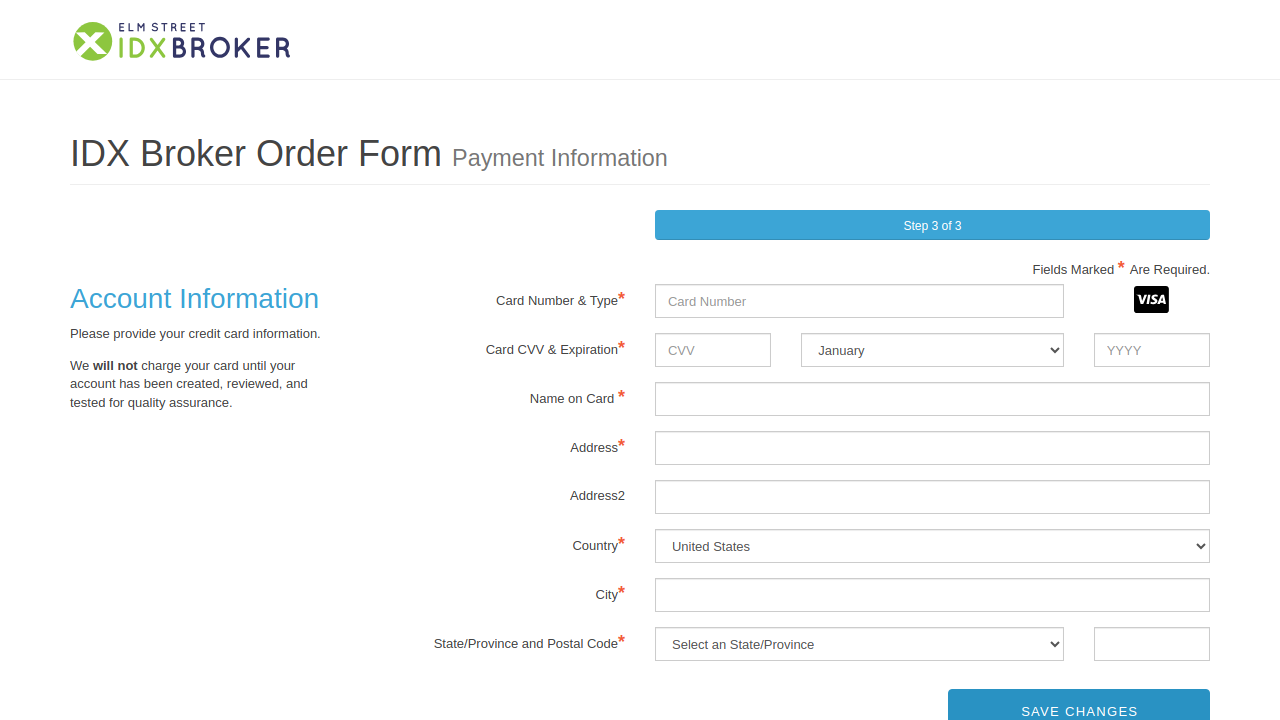 ELM STREET
IDXBROKER
IDX Broker Order Form Payment Information
Step 3 of 3
Fields Marked * Are Required.
Account Information
Please provide your credit card information.
We will not charge your card until your
account has been created, reviewed, and
tested for quality assurance.
Card Number & Type* Card Number VISA
Card CVV & Expiration* CVV January YYYY
Name on Card *
Address*
Address2
Country* United States
City*
State/Province and Postal Code* Select an State/Province
SAVE CHANGES